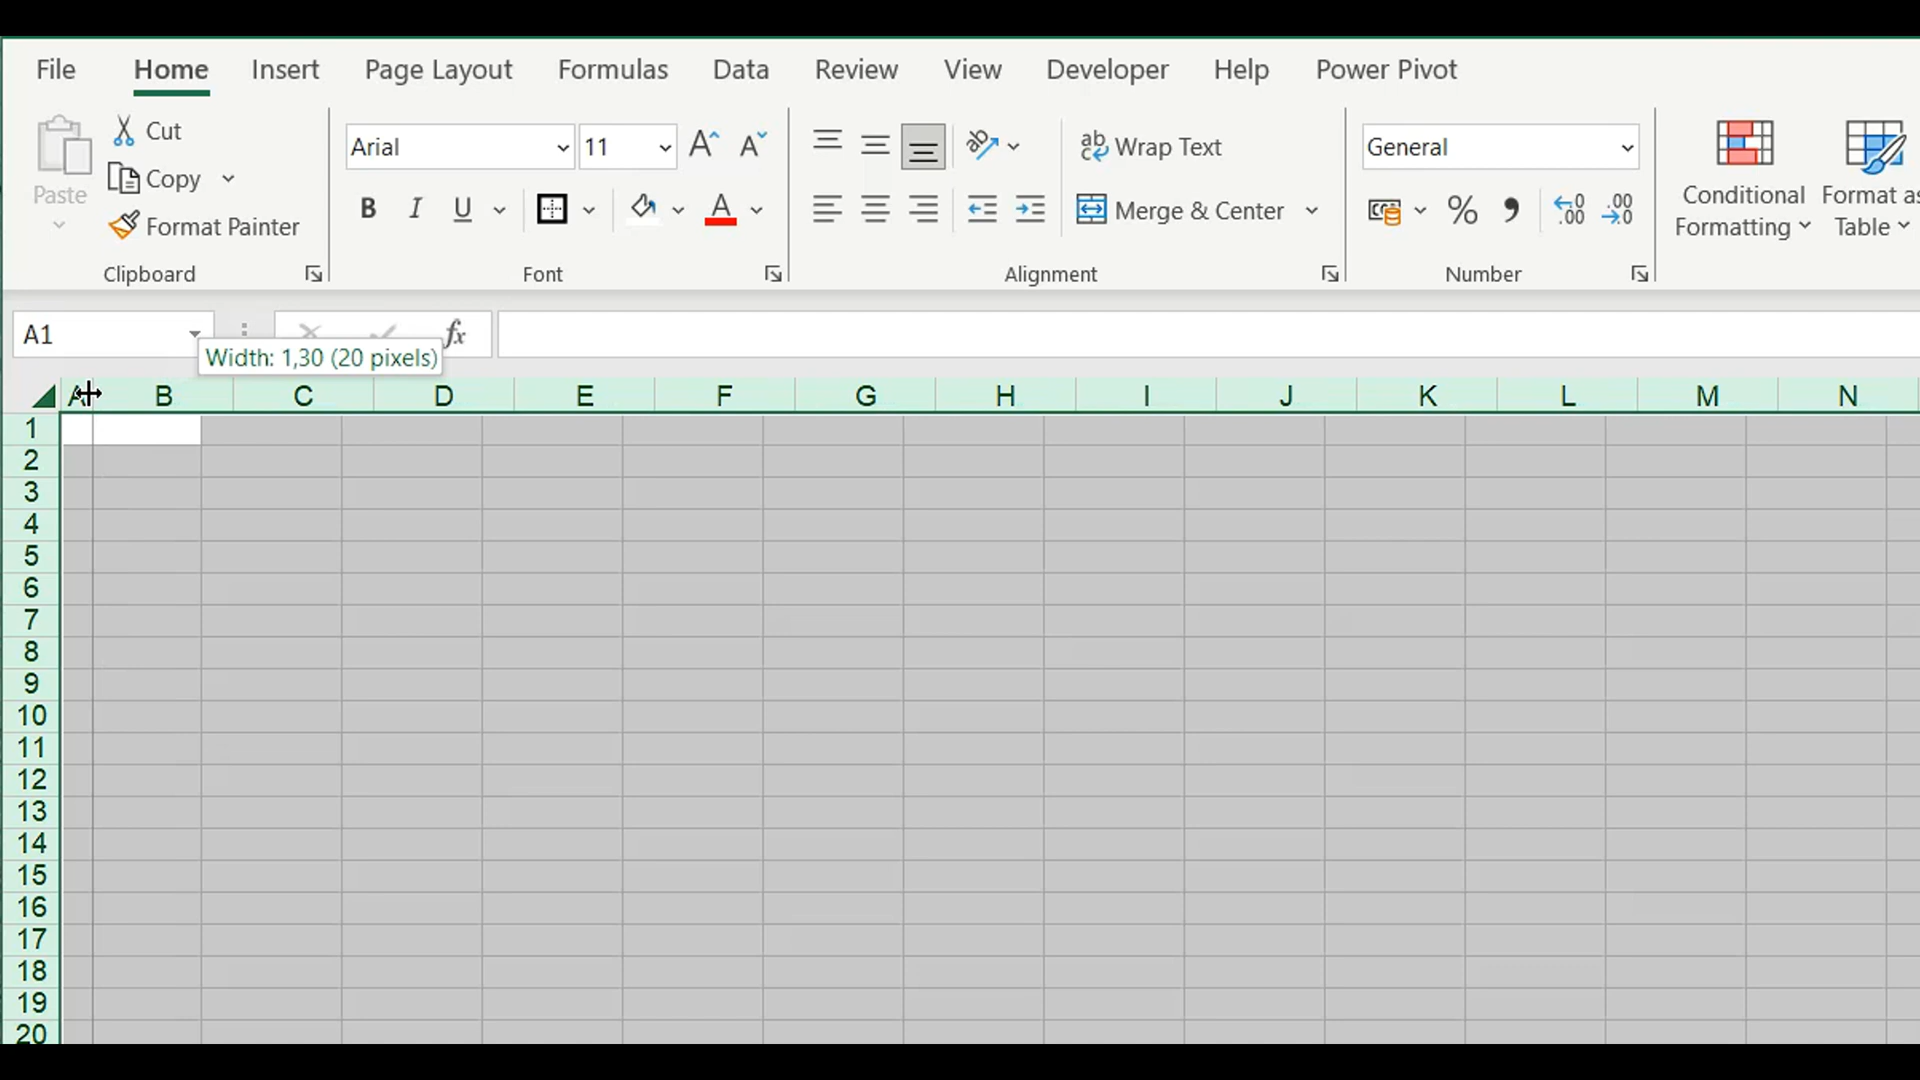 File Home Insert Page Layout Formulas Data Review View Developer Help Power Pivot
Paste
Cut
Copy
Format Painter
Clipboard
Arial 11
B I U A
Font
Wrap Text
Merge & Center
Alignment
General
% 
Number
Conditional Formatting
Format as
Table
A1
fx
Width: 1,30 (20 pixels)
A B C D E F G H I J K L M N
1
2
3
4
5
6
7
8
9
10
11
12
13
14
15
16
17
18
19
20